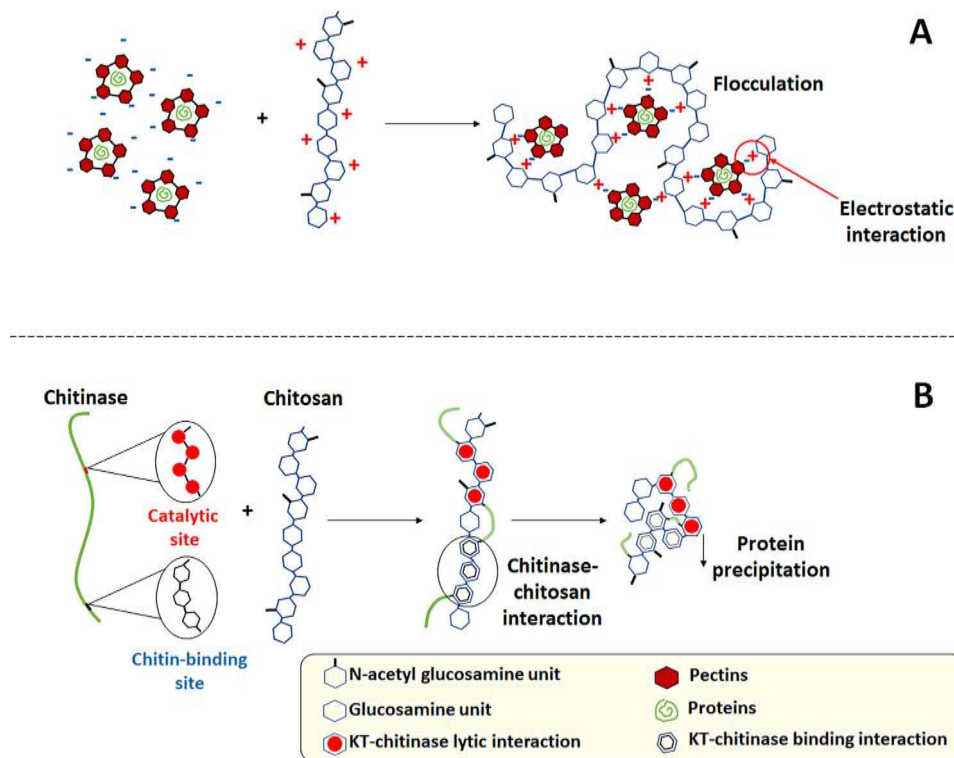 A
Flocculation
+
Electrostatic
interaction
B
Chitinase
Chitosan
+
Catalytic
site
Chitin-binding
site
Chitinase-
chitosan
interaction
Protein
precipitation
N-acetyl glucosamine unit
Pectins
Glucosamine unit
Proteins
KT-chitinase lytic interaction
KT-chitinase binding interaction